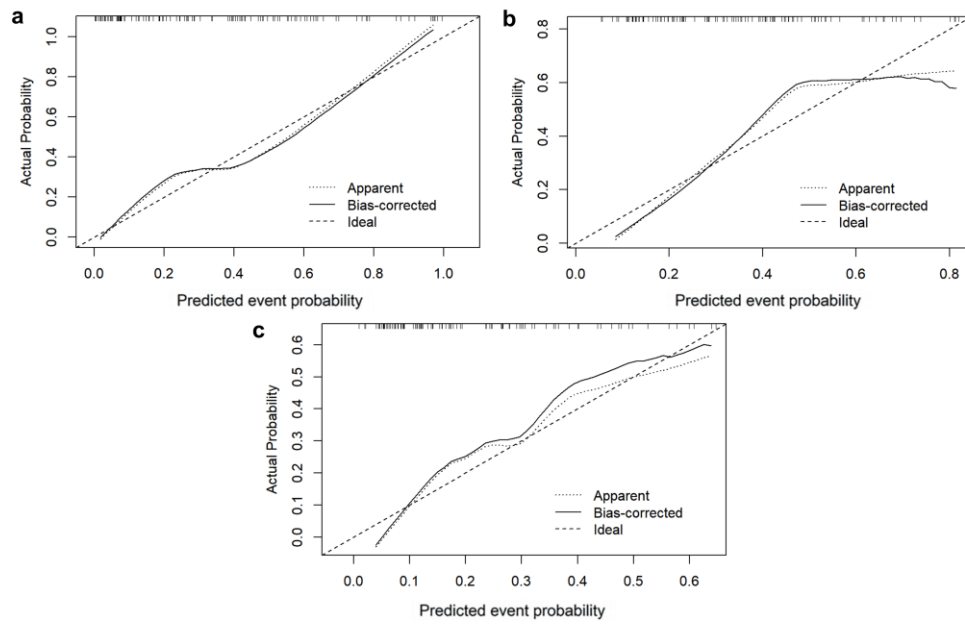 a
Actual Probability
1.0
0.8
0.6
0.4
0.2
0.0
Apparent
Bias-corrected
Ideal
0.0 0.2 0.4 0.6 0.8 1.0
Predicted event probability
b
Actual Probability
0.8
0.6
0.4
0.2
0.0
Apparent
Bias-corrected
Ideal
0.0 0.2 0.4 0.6 0.8
Predicted event probability
c
Actual Probability
0.6
0.5
0.4
0.3
0.2
0.1
0.0
Apparent
Bias-corrected
Ideal
0.0 0.1 0.2 0.3 0.4 0.5 0.6
Predicted event probability